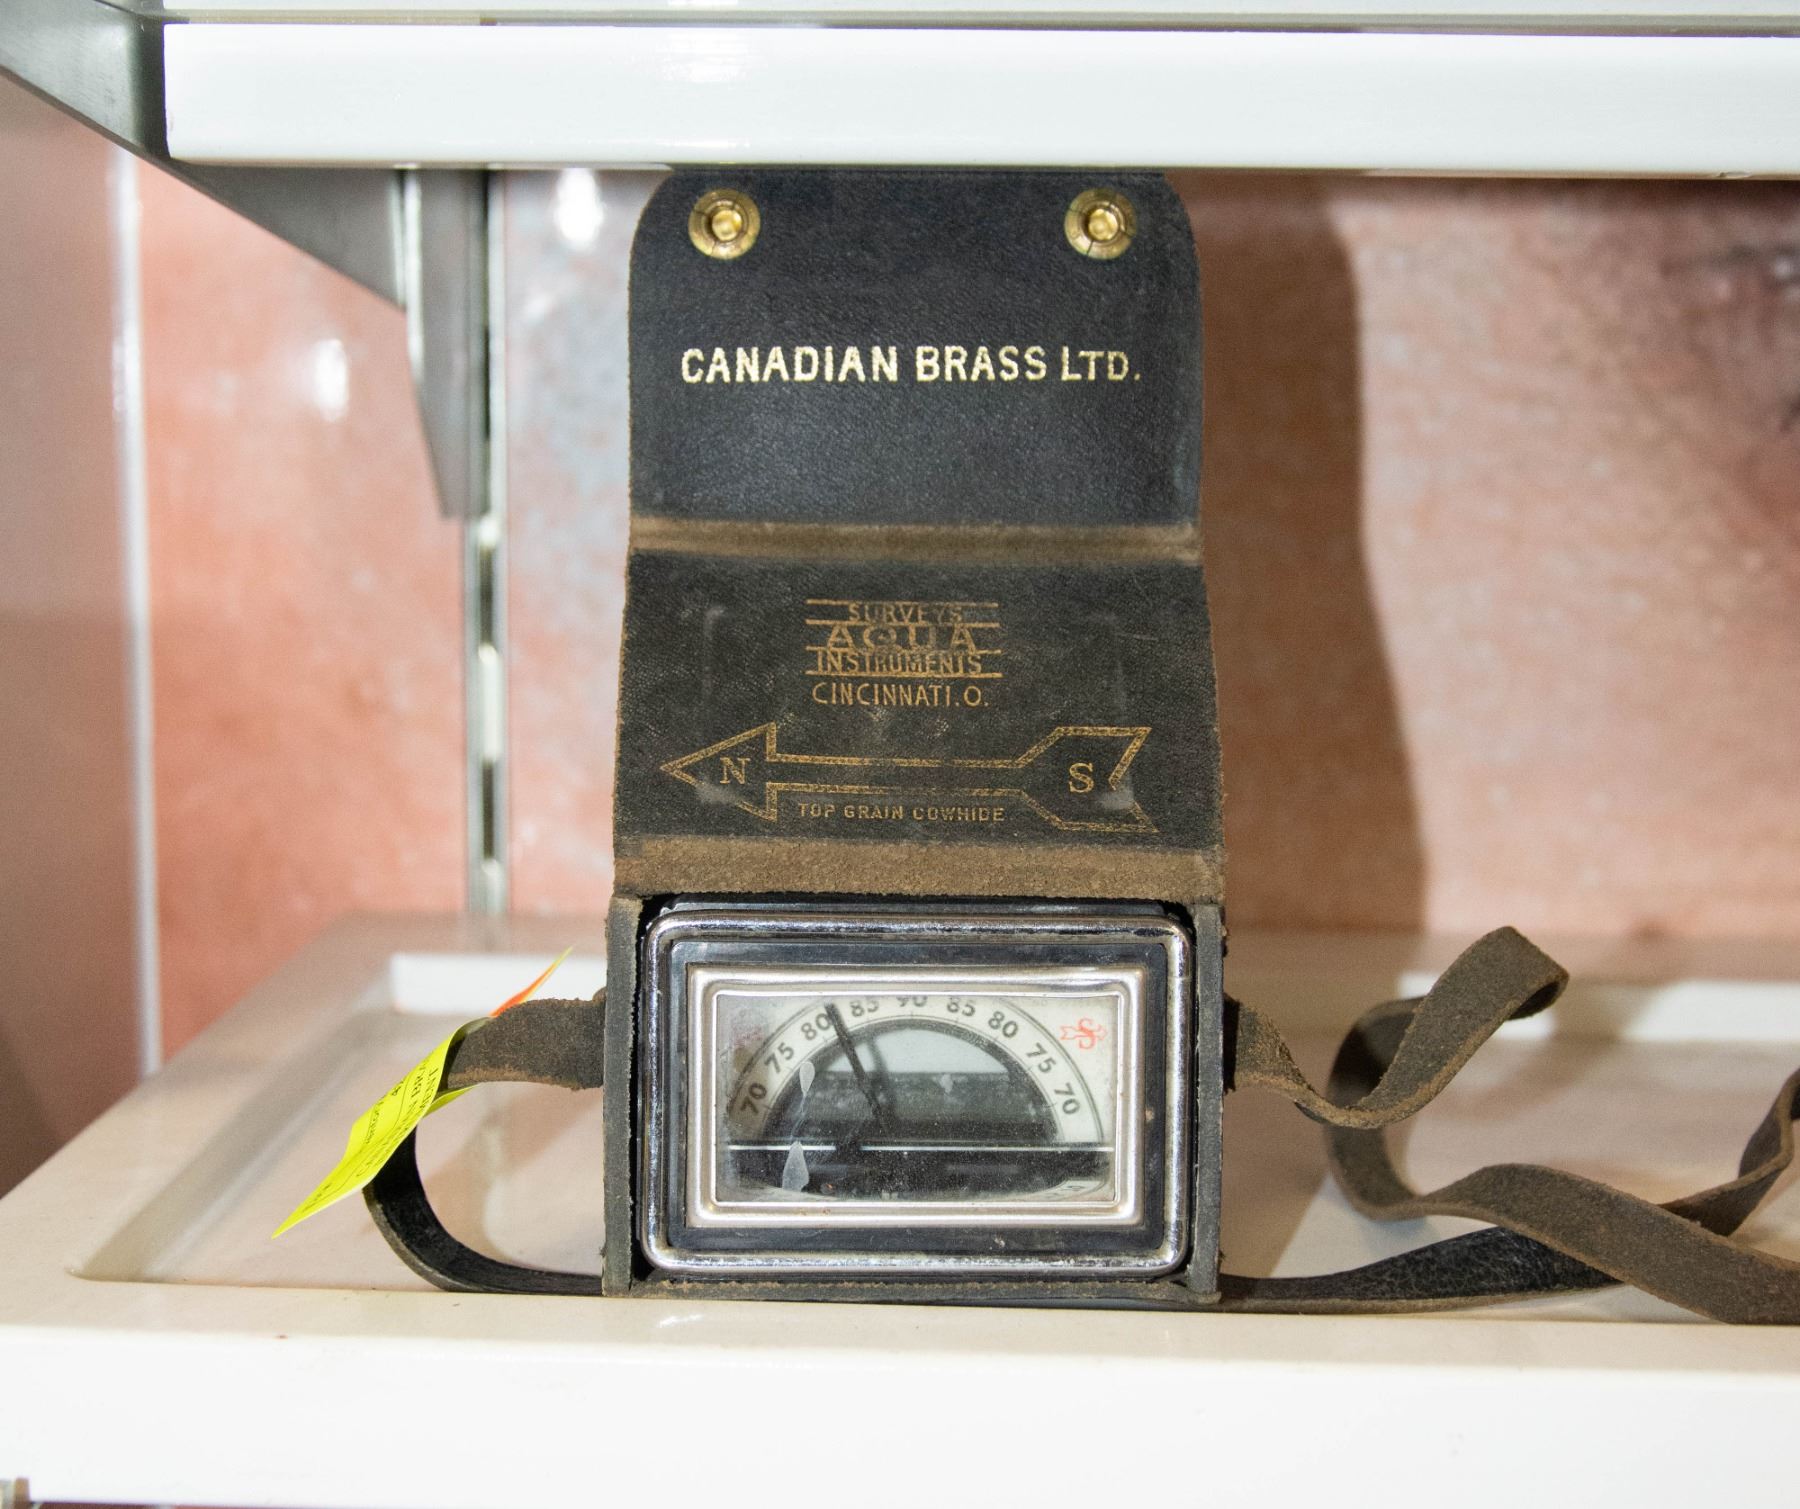 CANADIAN BRASS LTD.
SURVEYS
AQUA
INSTRUMENTS
CINCINNATI.O.
N S
TOP GRAIN COWHIDE
70 75 80 85 90 85 80 75 70
S